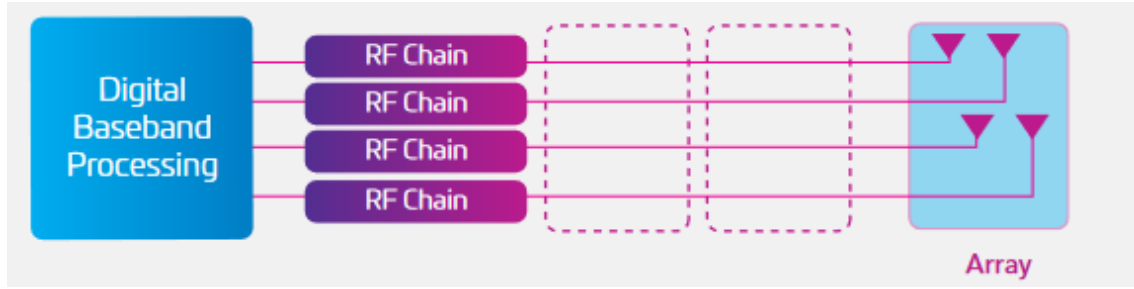 Digital
Baseband
Processing
RF Chain
RF Chain
RF Chain
RF Chain
Array